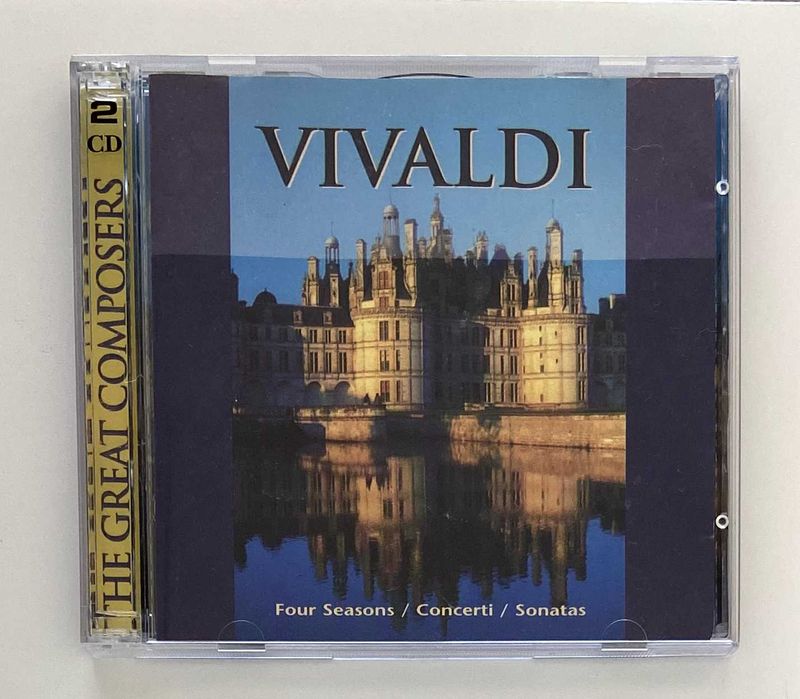 2
CD
THE GREAT COMPOSERS
VIVALDI
Four Seasons / Concerti / Sonatas